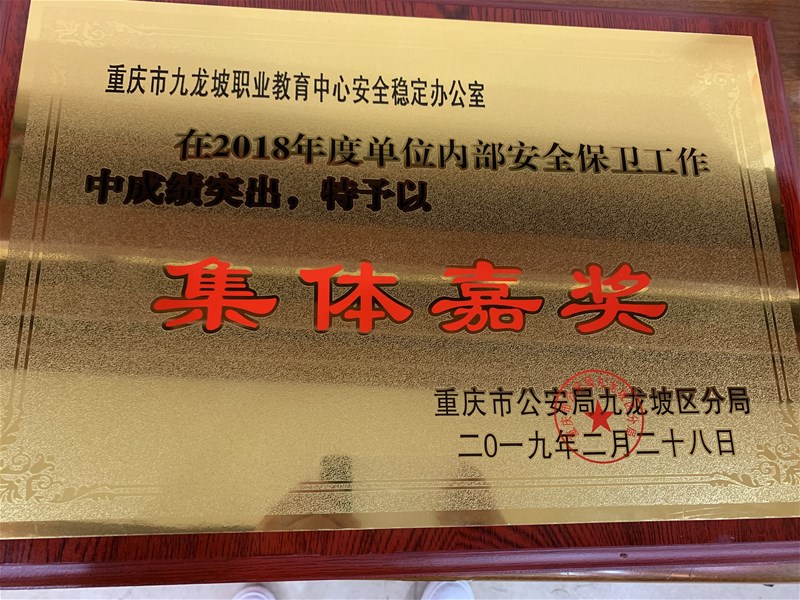 重庆市九龙坡职业教育中心安全稳定办公室
在2018年度单位内部安全保卫工作
中成绩突出，特予以
集体嘉奖
重庆市公安局九龙坡区分局
二〇一九年二月二十八日